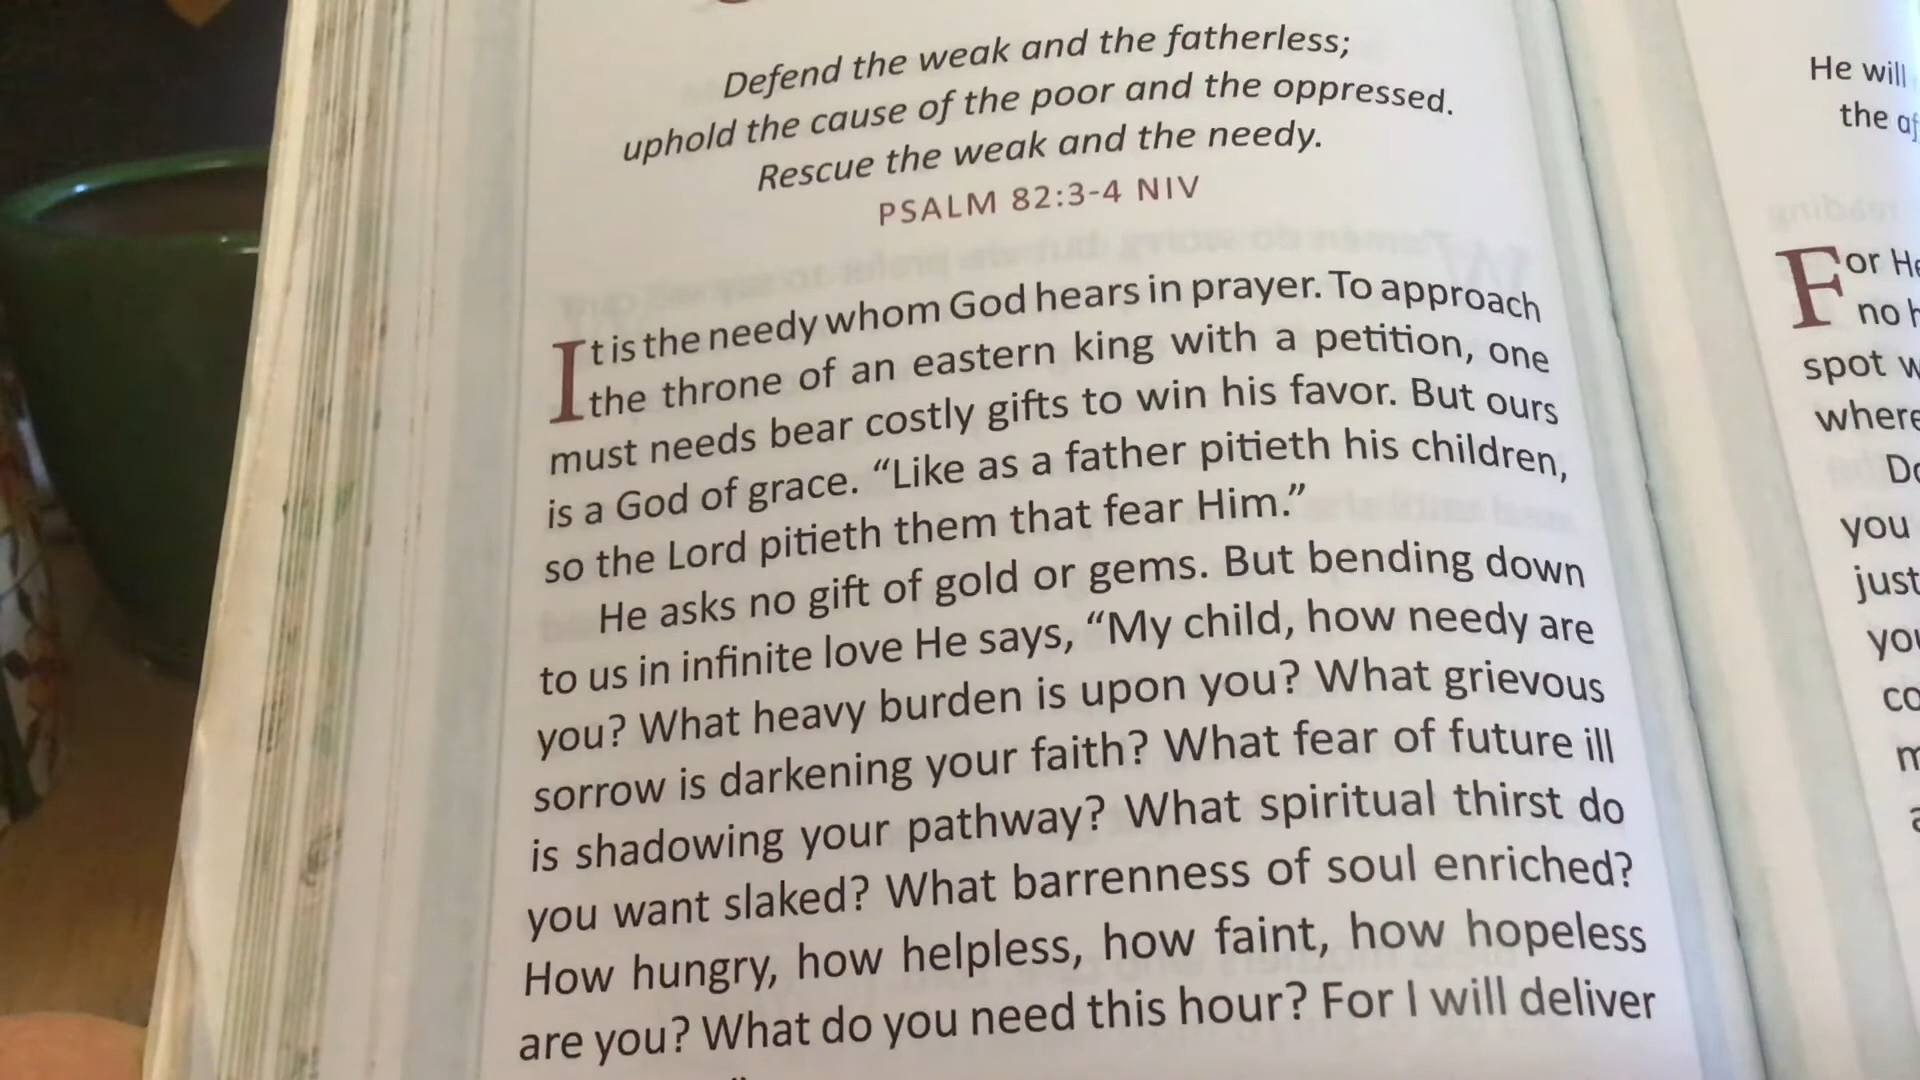 Defend the weak and the fatherless;
uphold the cause of the poor and the oppressed.
Rescue the weak and the needy.
PSALM 82:3-4 NIV
It is the needy whom God hears in prayer. To approach
the throne of an eastern king with a petition, one
must needs bear costly gifts to win his favor. But ours
is a God of grace. “Like as a father pitieth his children,
so the Lord pitieth them that fear Him.”
He asks no gift of gold or gems. But bending down
to us in infinite love He says, “My child, how needy are
you? What heavy burden is upon you? What grievous
sorrow is darkening your faith? What fear of future ill
is shadowing your pathway? What spiritual thirst do
you want slaked? What barrenness of soul enriched?
How hungry, how helpless, how faint, how hopeless
are you? What do you need this hour? For I will deliver
He will
the
For
no
spot
where
you
just